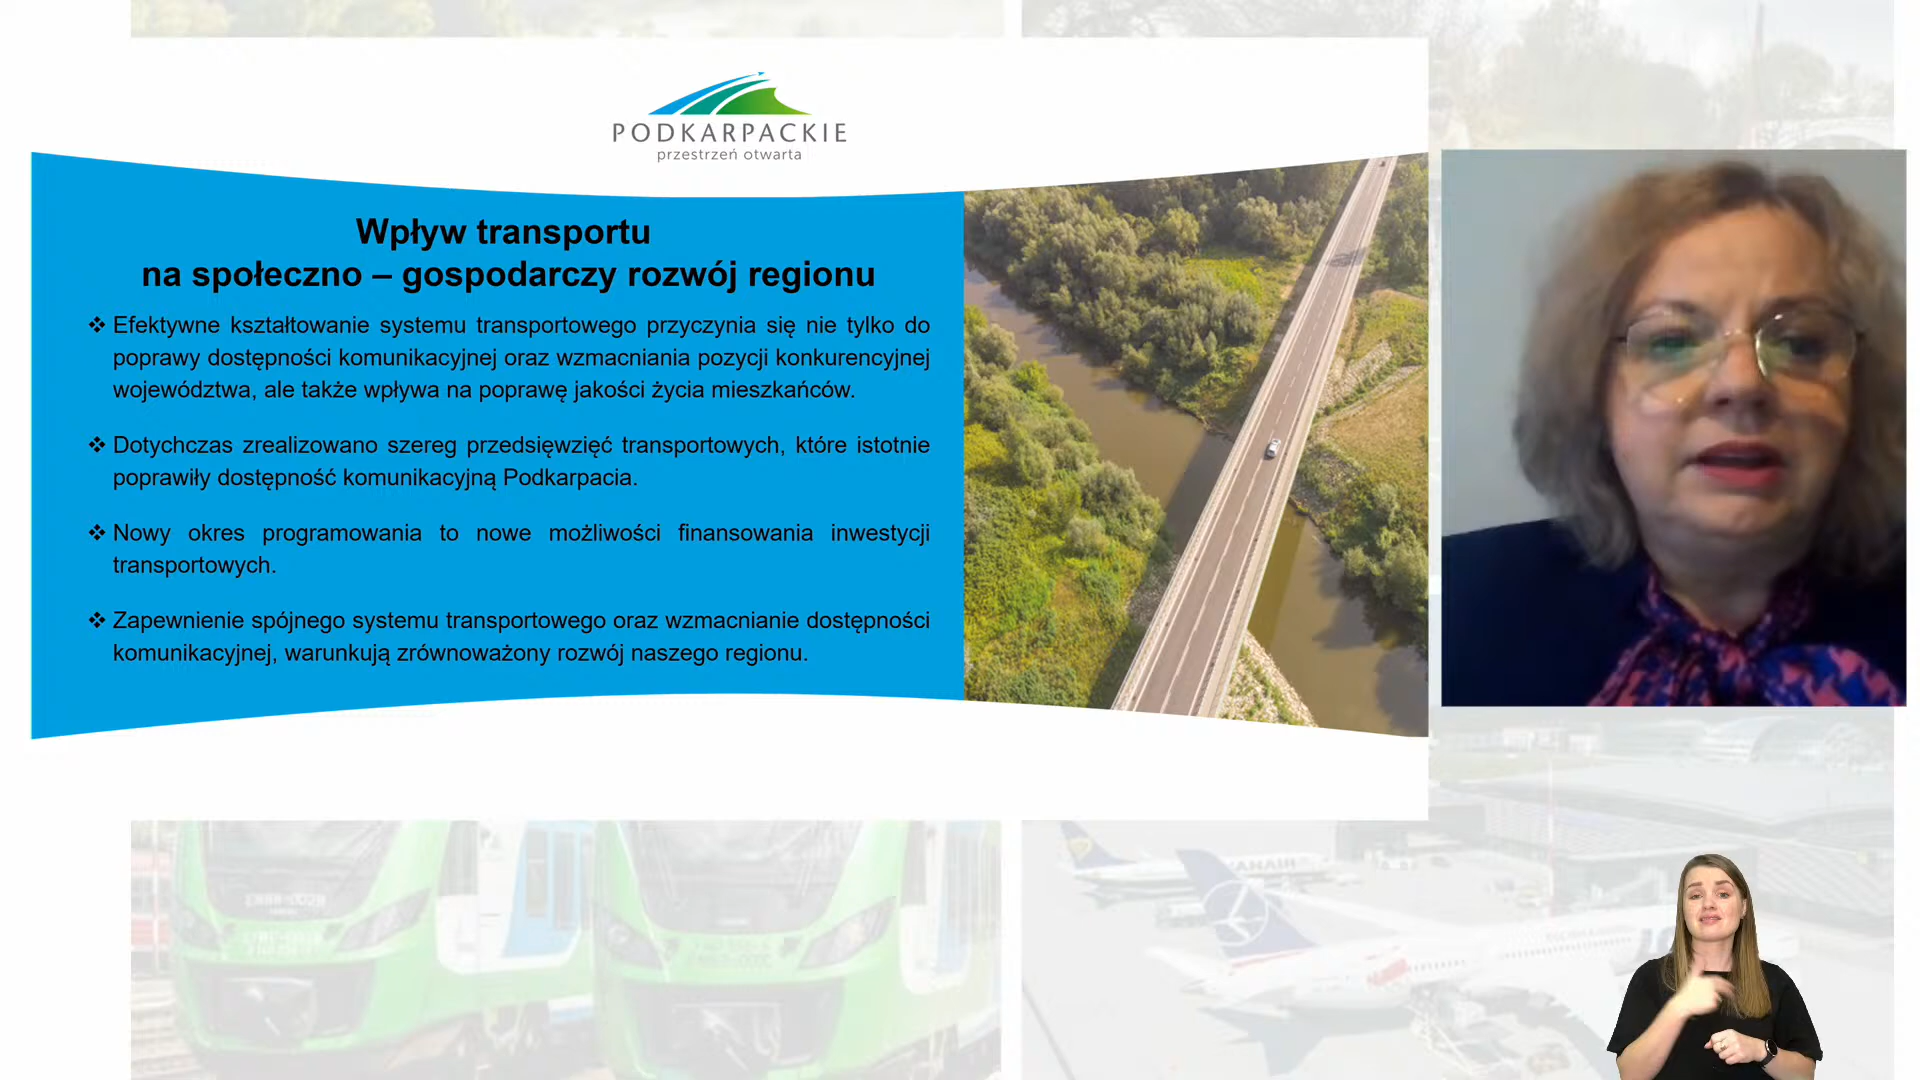 PODKARPACKIE
przestrzeń otwarta
Wpływ transportu
na społeczno – gospodarczy rozwój regionu
❖ Efektywne kształtowanie systemu transportowego przyczynia się nie tylko do
poprawy dostępności komunikacyjnej oraz wzmacniania pozycji konkurencyjnej
województwa, ale także wpływa na poprawę jakości życia mieszkańców.
❖ Dotychczas zrealizowano szereg przedsięwzięć transportowych, które istotnie
poprawiły dostępność komunikacyjną Podkarpacia.
❖ Nowy okres programowania to nowe możliwości finansowania inwestycji
transportowych.
❖ Zapewnienie spójnego systemu transportowego oraz wzmacnianie dostępności
komunikacyjnej, warunkują zrównoważony rozwój naszego regionu.